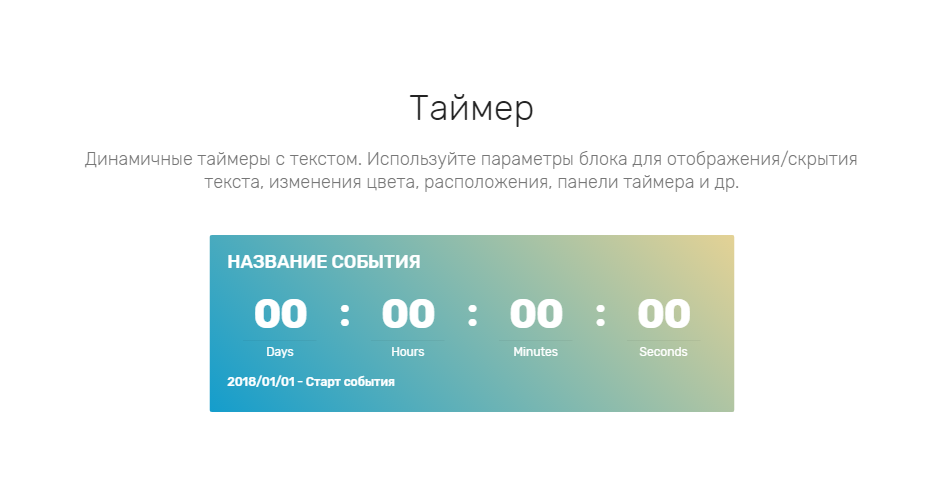 Таймер
Динамичные таймеры с текстом. Используйте параметры блока для отображения/скрытия
текста, изменения цвета, расположения, панели таймера и др.
НАЗВАНИЕ СОБЫТИЯ
00 : 00 : 00 : 00
Days Hours Minutes Seconds
2018/01/01 - Старт события